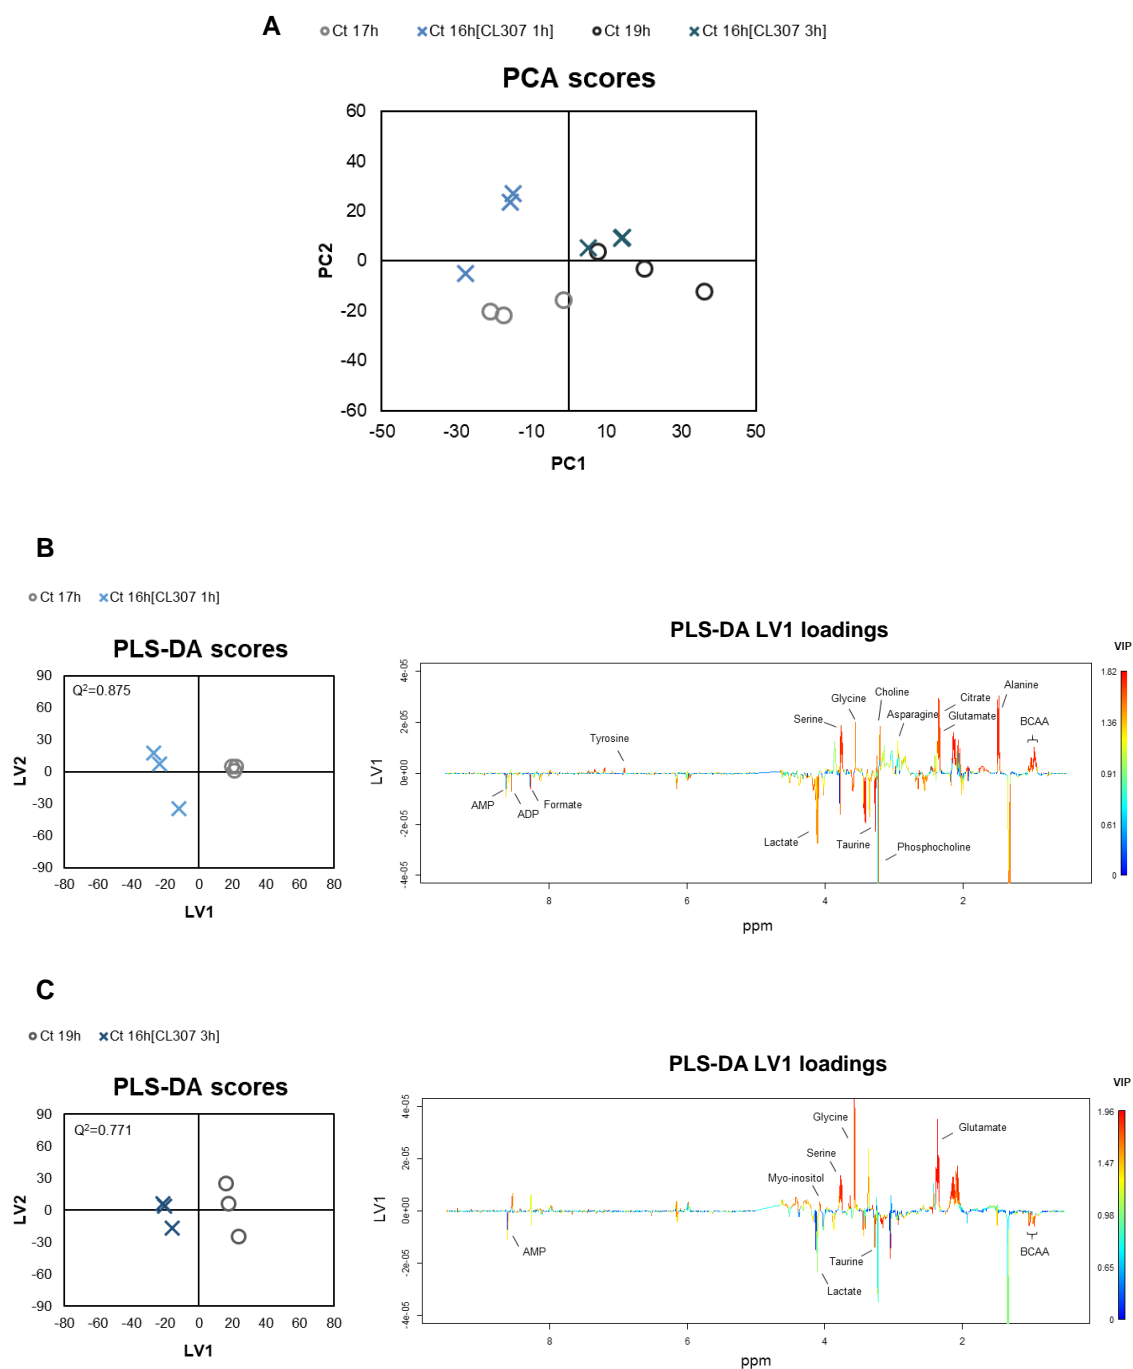 A
Ct 17h Ct 16h[CL307 1h] Ct 19h Ct 16h[CL307 3h]
PCA scores
60
40
20
0
-20
-40
-60
PC2
-50 -30 -10 10 30 50
PC1
B
Ct 17h Ct 16h[CL307 1h]
PLS-DA scores
Q²=0.875
90
60
30
0
-30
-60
-90
LV2
-80 -60 -40 -20 0 20 40 60 80
LV1
PLS-DA LV1 loadings
VIP
1.82
1.36
0.91
0.61
0
4e-05
2e-05
0e+00
-2e-05
-4e-05
LV1
Tyrosine
Serine
Glycine
Choline
Asparagine
Citrate
Glutamate
Alanine
BCAA
AMP
ADP
Formate
Lactate
Taurine
Phosphocholine
8 6 4 2
ppm
C
Ct 19h Ct 16h[CL307 3h]
PLS-DA scores
Q²=0.771
90
60
30
0
-30
-60
-90
LV2
-80 -60 -40 -20 0 20 40 60 80
LV1
PLS-DA LV1 loadings
VIP
1.96
1.47
0.98
0.65
0
4e-05
2e-05
0e+00
-2e-05
-4e-05
LV1
Glycine
Serine
Myo-inositol
Glutamate
AMP
Taurine
Lactate
BCAA
8 6 4 2
ppm